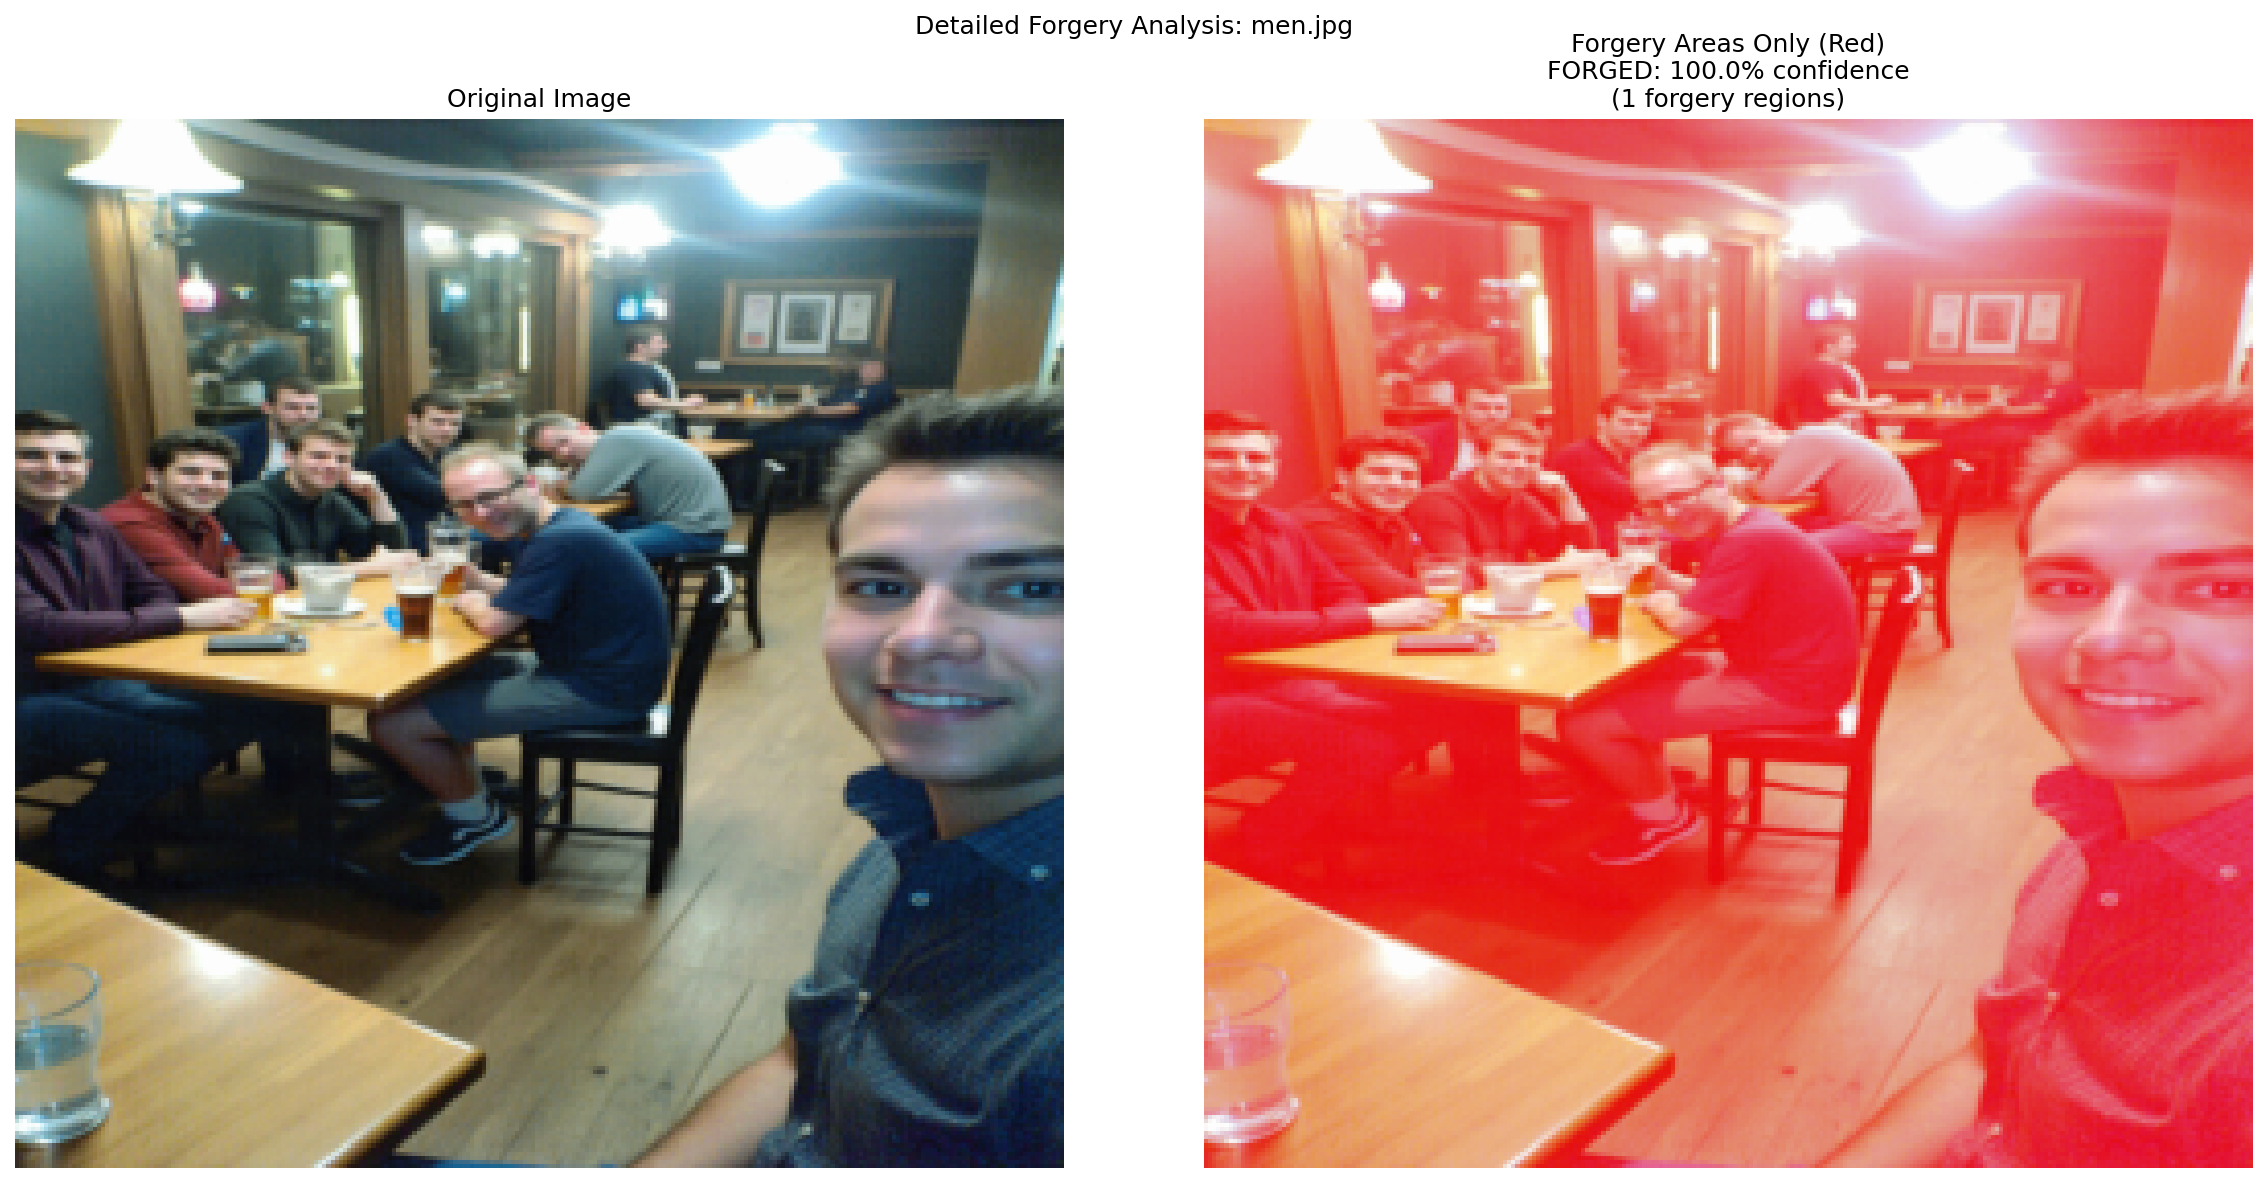 Detailed Forgery Analysis: men.jpg
Original Image
Forgery Areas Only (Red)
FORGED: 100.0% confidence
(1 forgery regions)